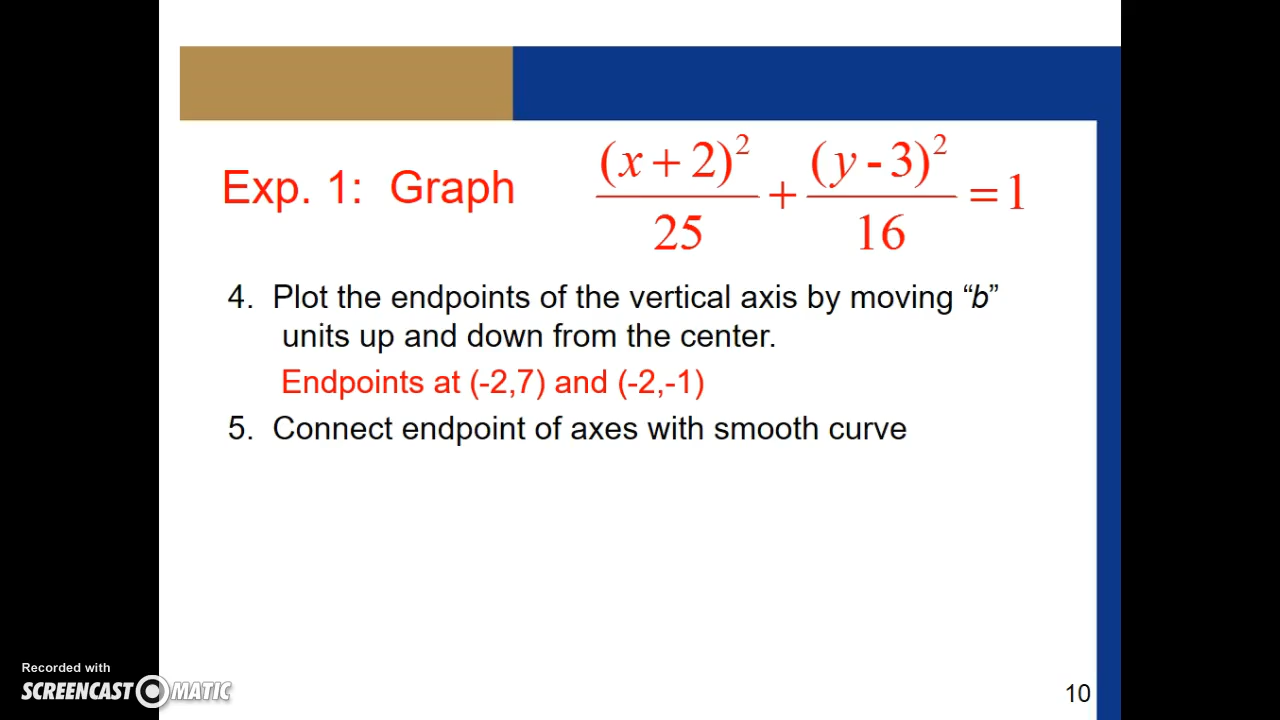 Exp. 1: Graph (x + 2)² / 25 + (y - 3)² / 16 = 1
4. Plot the endpoints of the vertical axis by moving “b”
units up and down from the center.
Endpoints at (-2,7) and (-2,-1)
5. Connect endpoint of axes with smooth curve
Recorded with
SCREENCAST MATIC
10